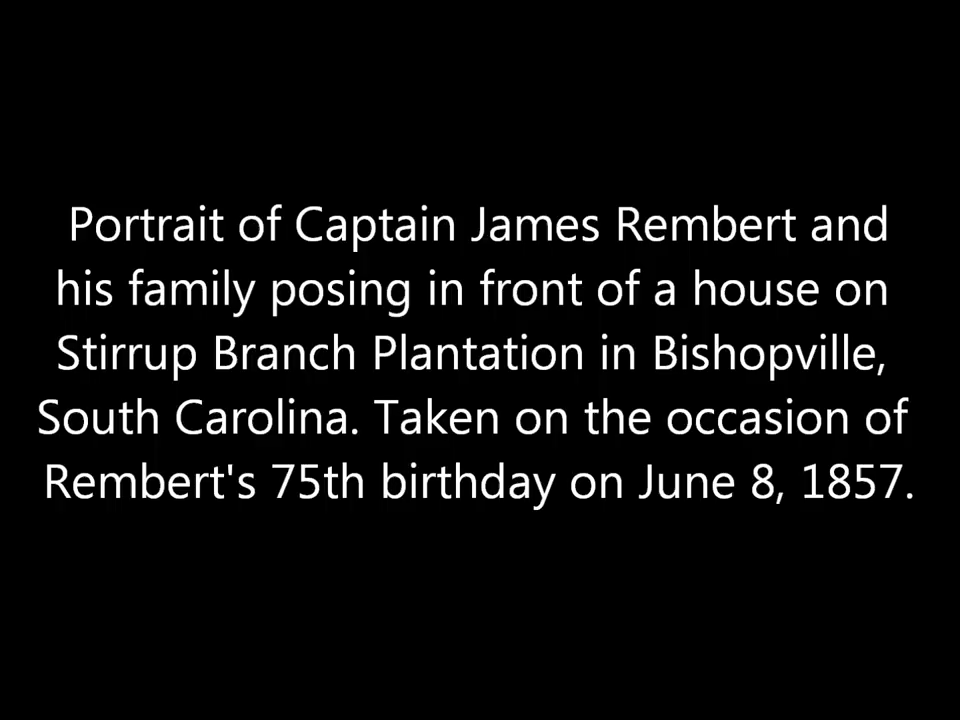 Portrait of Captain James Rembert and
his family posing in front of a house on
Stirrup Branch Plantation in Bishopville,
South Carolina. Taken on the occasion of
Rembert's 75th birthday on June 8, 1857.